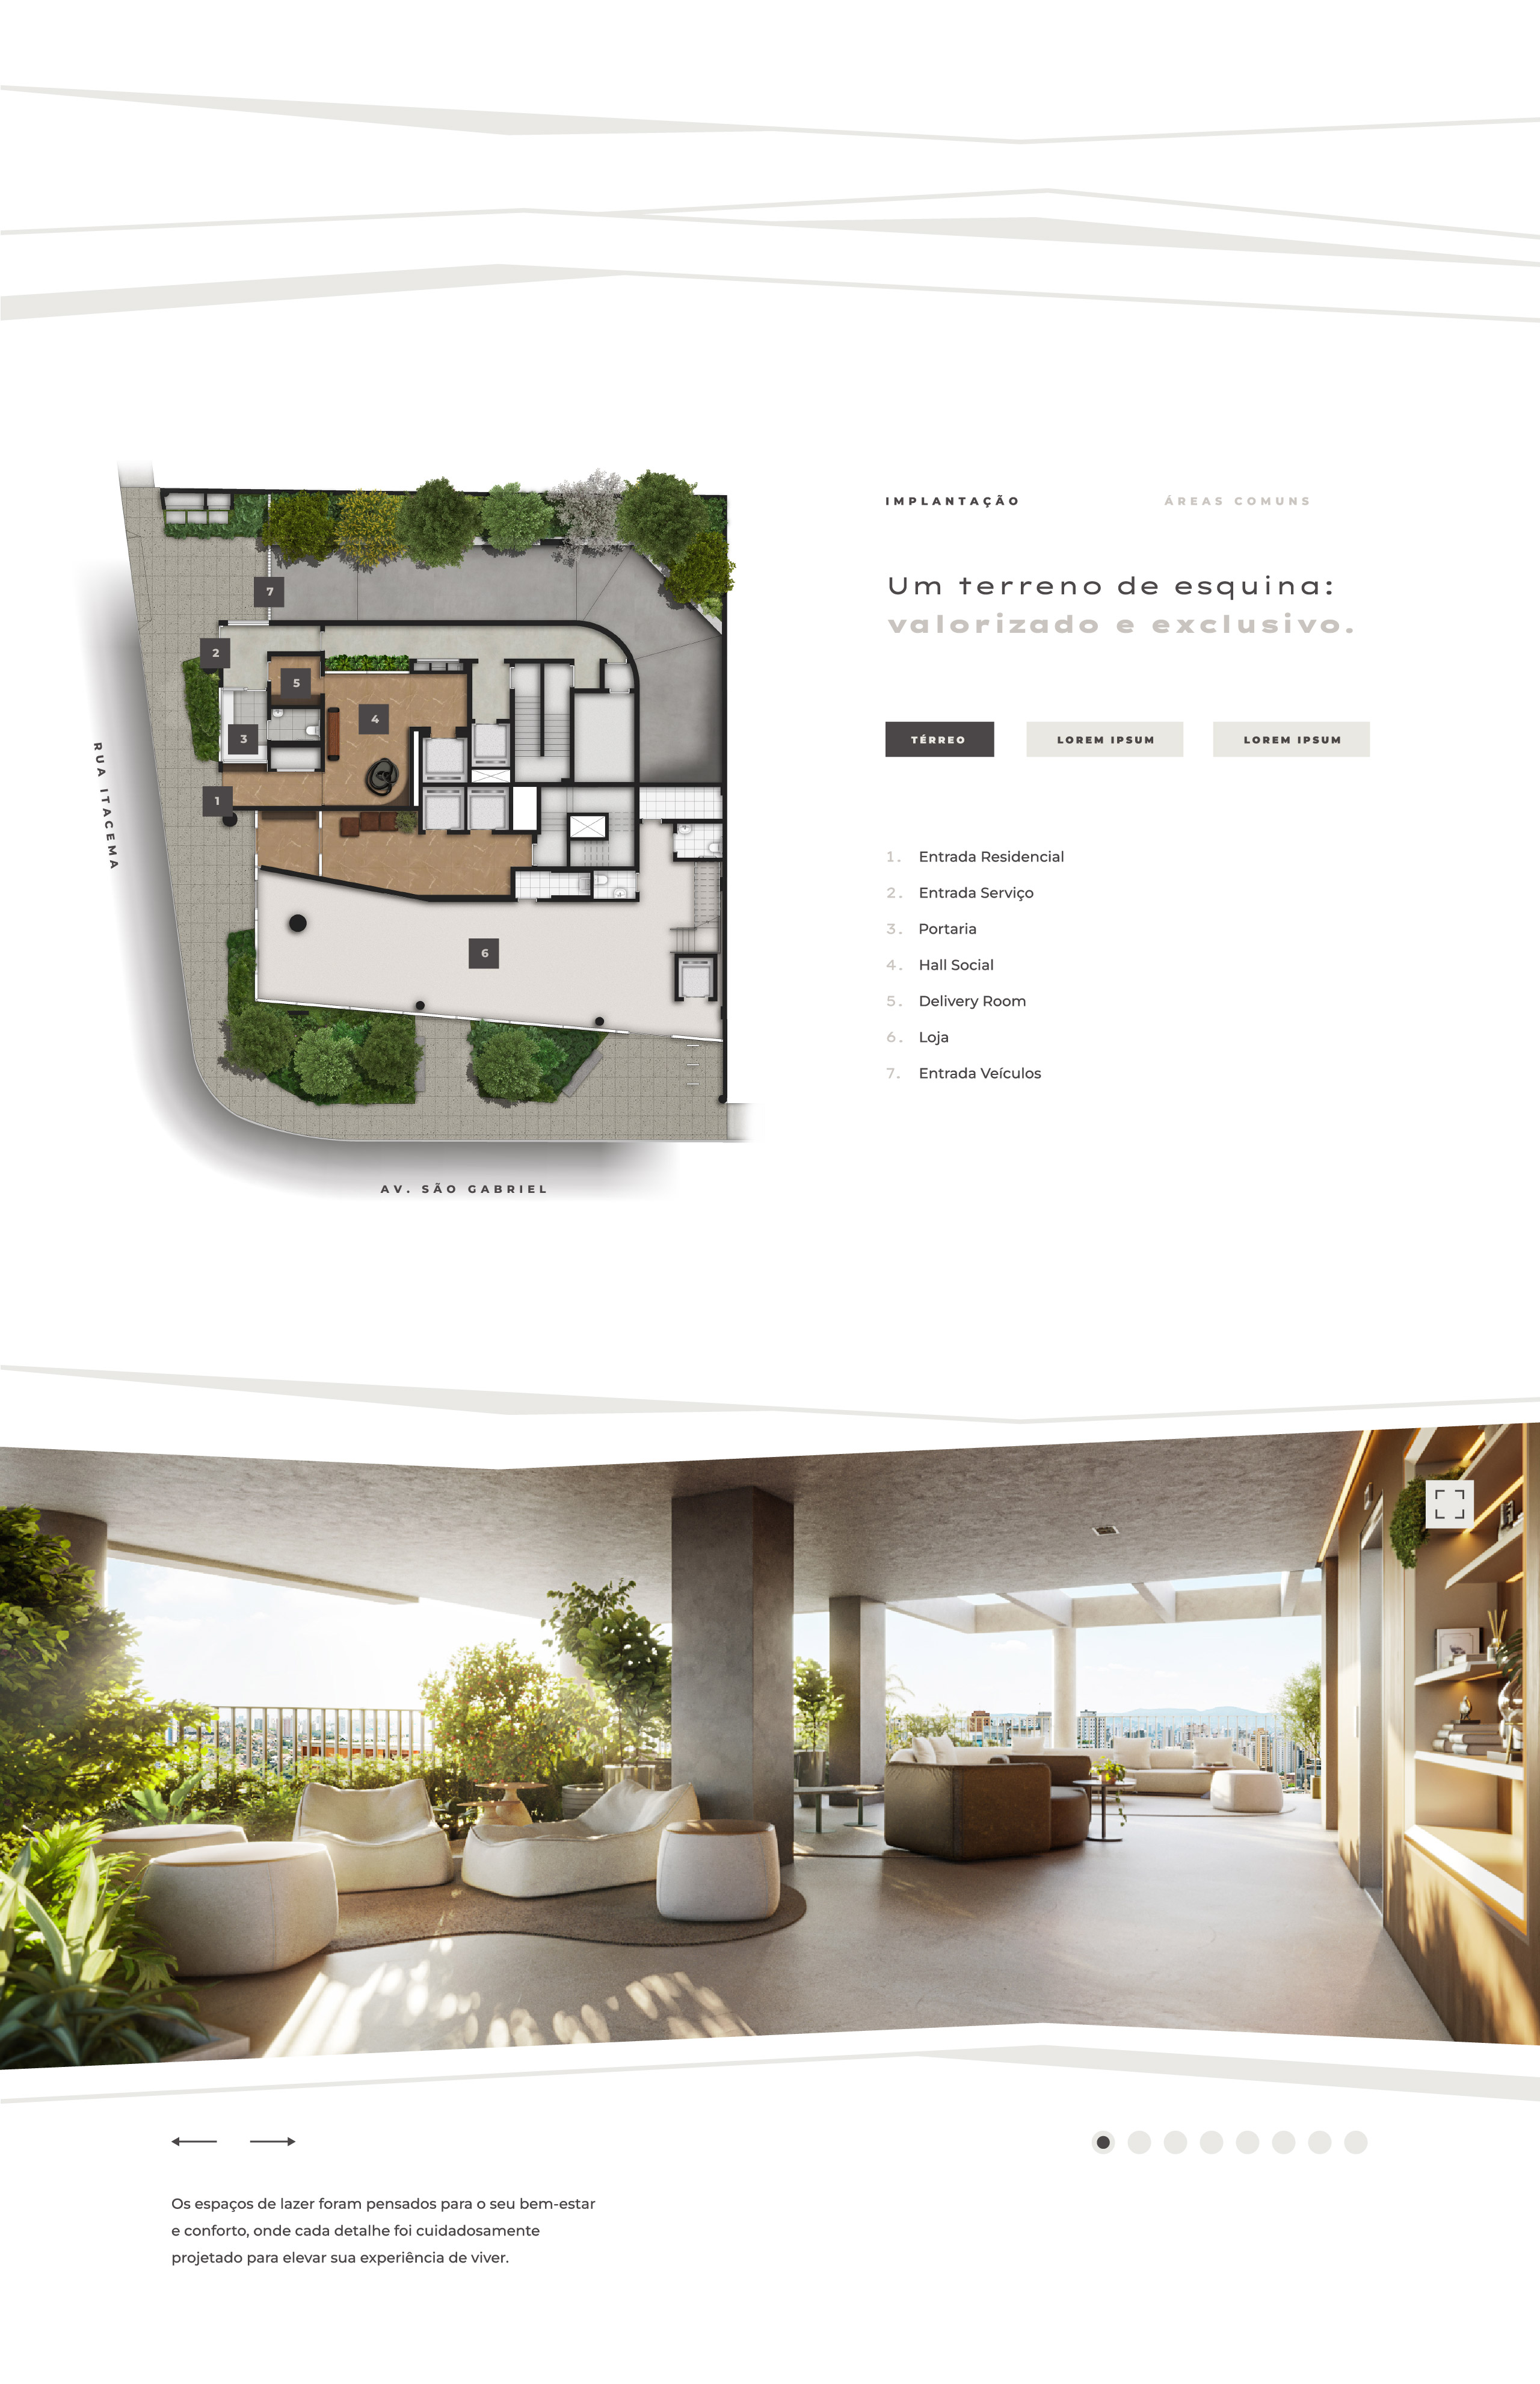 IMPLANTAÇÃO
ÁREAS COMUNS
Um terreno de esquina:
valorizado e exclusivo.
TÉRREO
LOREM IPSUM
LOREM IPSUM
1. Entrada Residencial
2. Entrada Serviço
3. Portaria
4. Hall Social
5. Delivery Room
6. Loja
7. Entrada Veículos
7
2
5
4
3
1
6
RUA ITACEMA
AV. SÃO GABRIEL
Os espaços de lazer foram pensados para o seu bem-estar
e conforto, onde cada detalhe foi cuidadosamente
projetado para elevar sua experiência de viver.